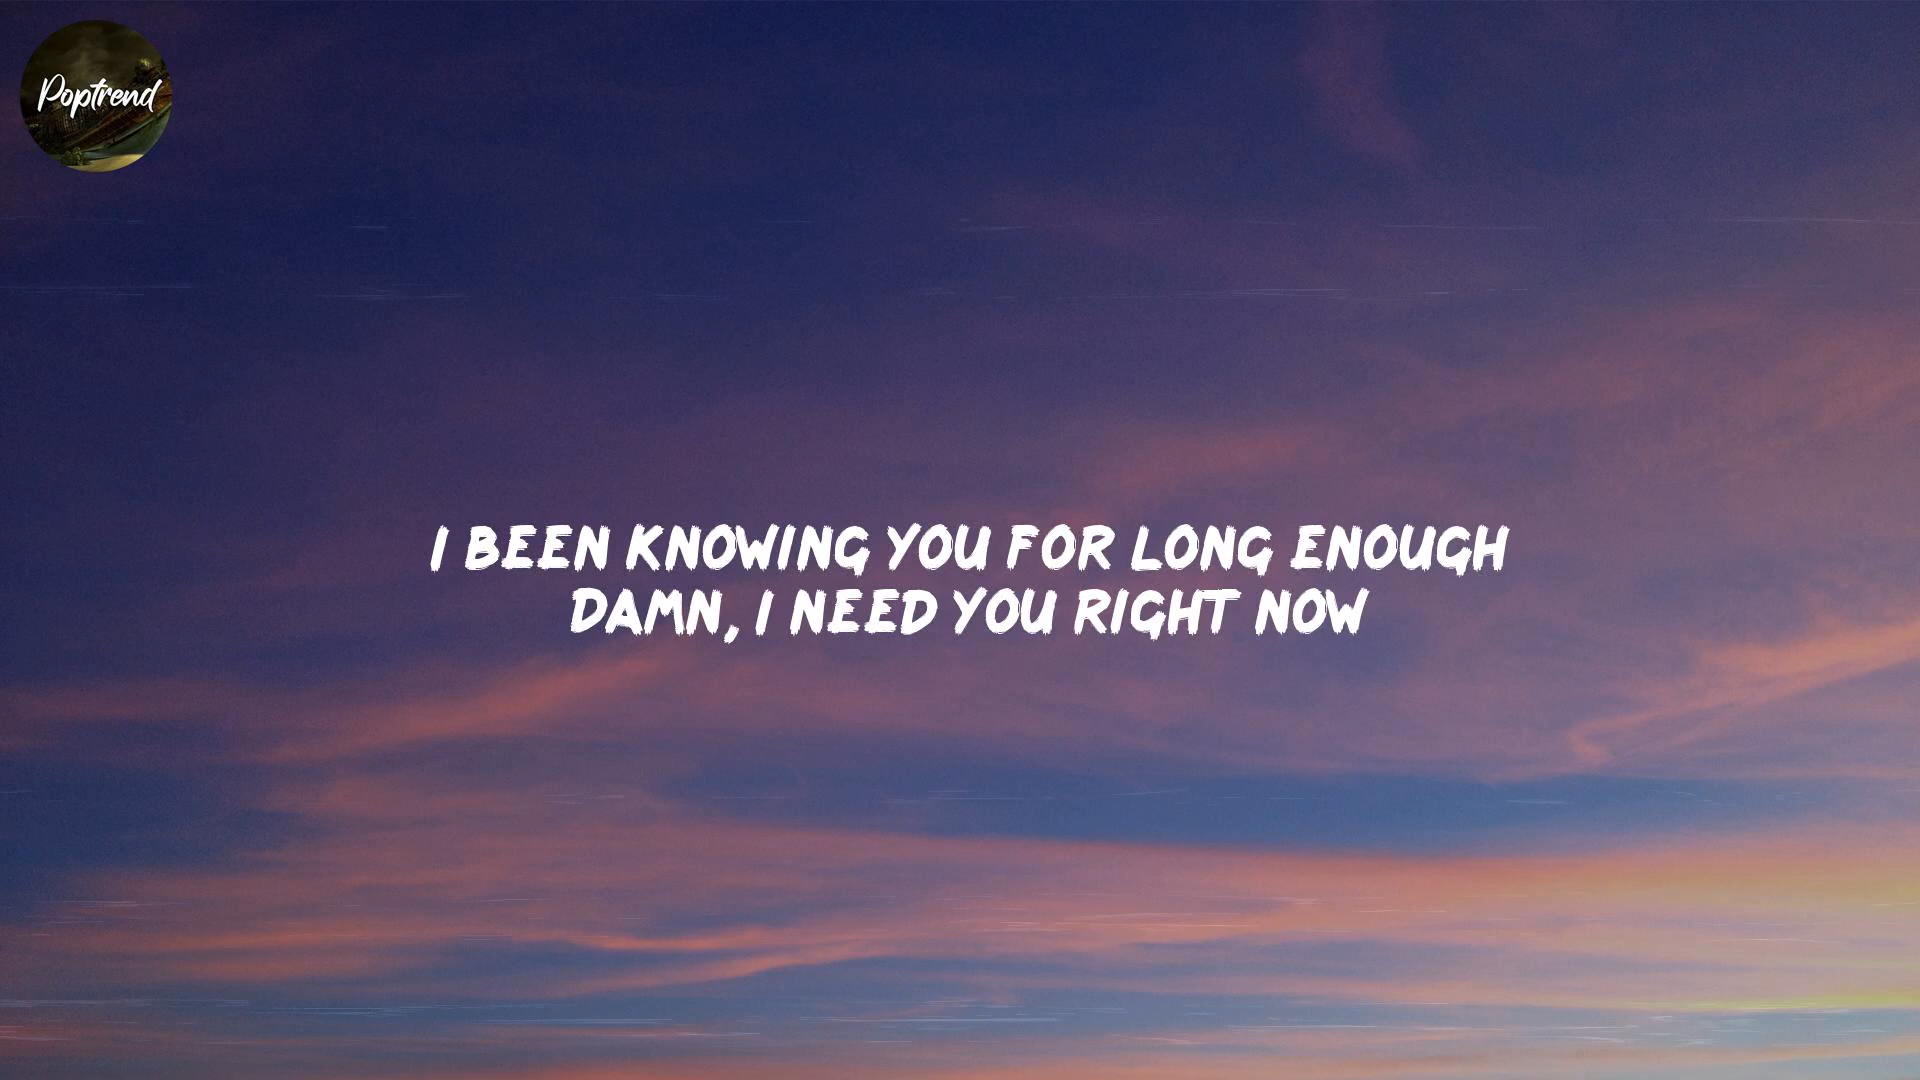 Poptrend
I BEEN KNOWING YOU FOR LONG ENOUGH
DAMN, I NEED YOU RIGHT NOW